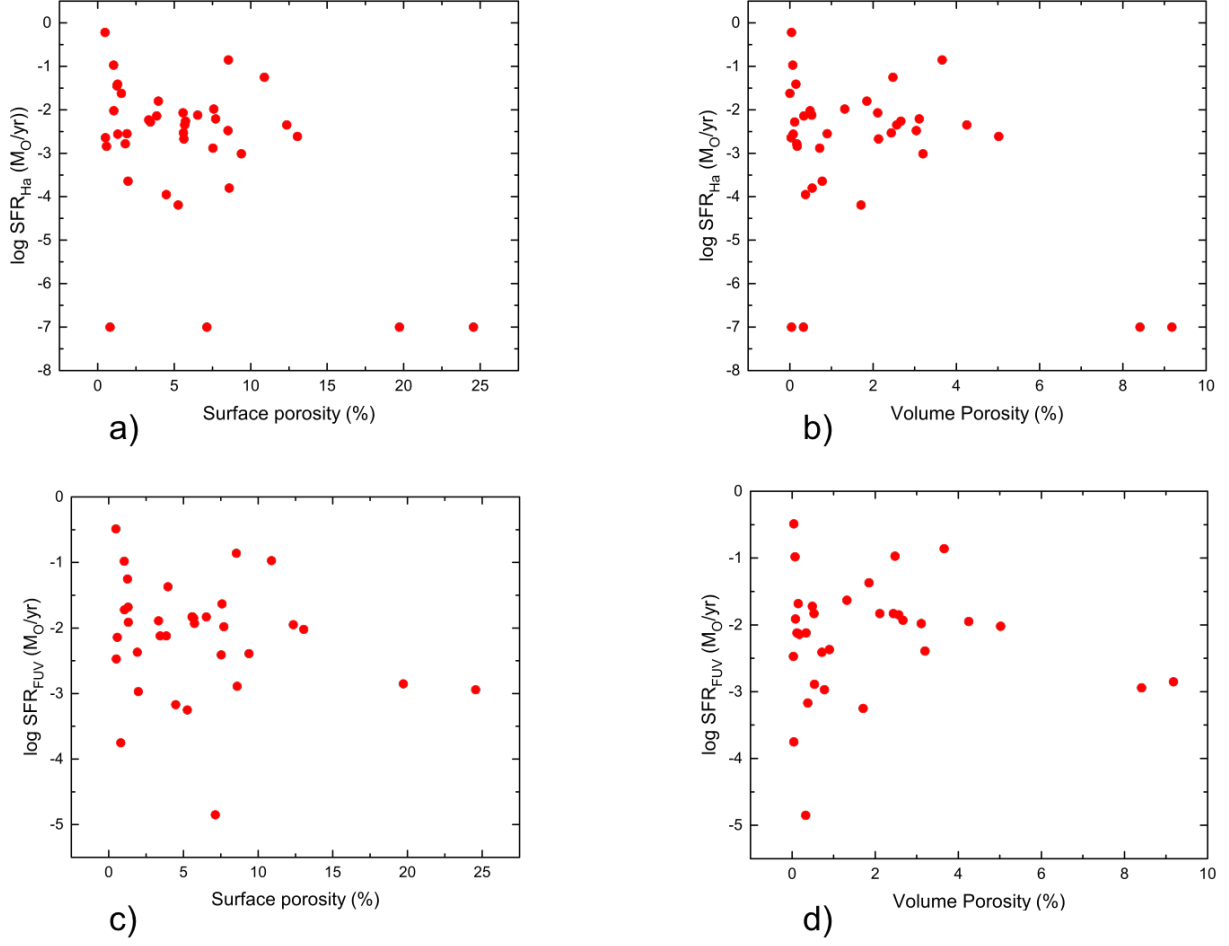 0
-1
-2
-3
-4
-5
-6
-7
-8
log SFR_Ha (M_O/yr))
0 5 10 15 20 25
Surface porosity (%)
a)
0
-1
-2
-3
-4
-5
-6
-7
-8
log SFR_Ha (M_O/yr)
0 2 4 6 8 10
Volume Porosity (%)
b)
0
-1
-2
-3
-4
-5
log SFR_FUV (M_O/yr)
0 5 10 15 20 25
Surface porosity (%)
c)
0
-1
-2
-3
-4
-5
log SFR_FUV (M_O/yr)
0 2 4 6 8 10
Volume Porosity (%)
d)